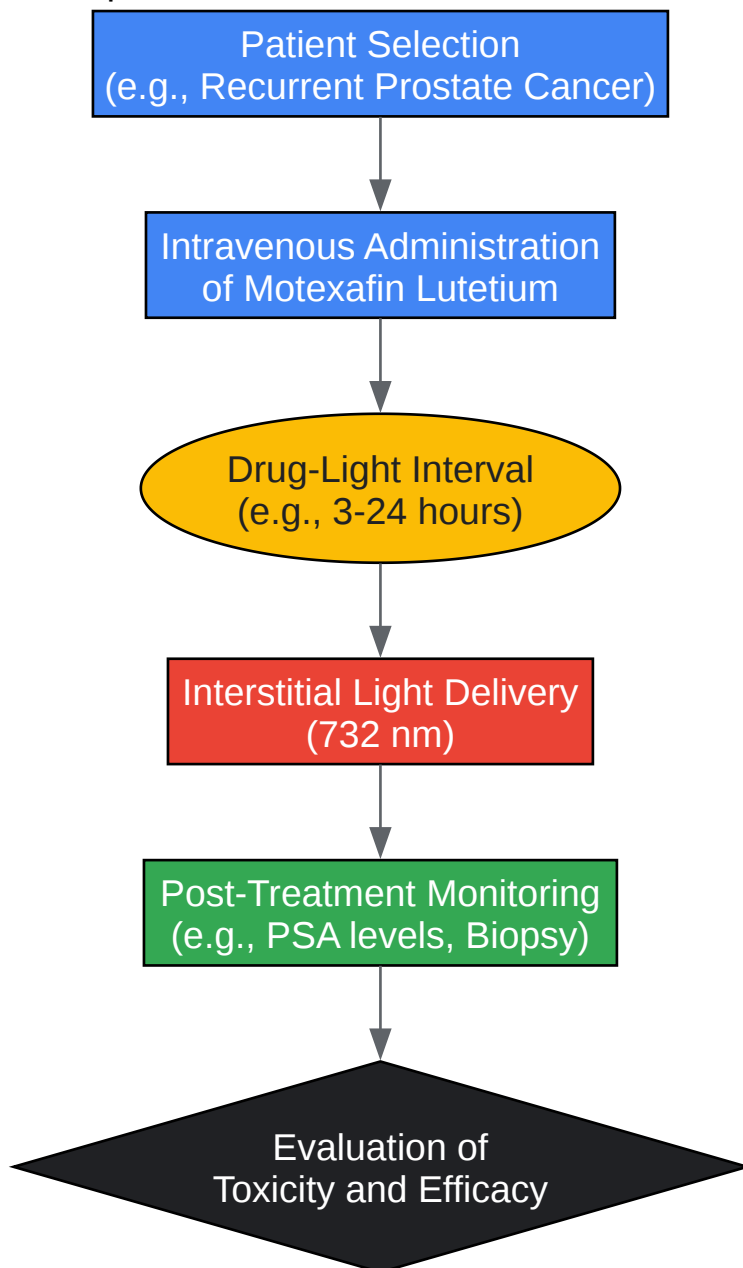 Patient Selection
(e.g., Recurrent Prostate Cancer)
Intravenous Administration
of Motexafin Lutetium
Drug-Light Interval
(e.g., 3-24 hours)
Interstitial Light Delivery
(732 nm)
Post-Treatment Monitoring
(e.g., PSA levels, Biopsy)
Evaluation of
Toxicity and Efficacy